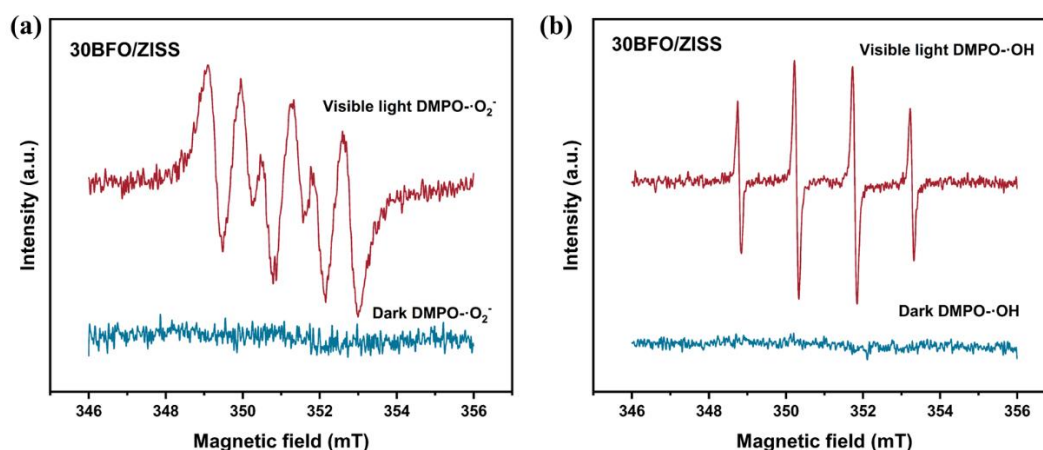 (a)
30BFO/ZISS
Visible light DMPO-·O₂⁻
Dark DMPO-·O₂⁻
Intensity (a.u.)
346 348 350 352 354 356
Magnetic field (mT)
(b)
30BFO/ZISS
Visible light DMPO-·OH
Dark DMPO-·OH
Intensity (a.u.)
346 348 350 352 354 356
Magnetic field (mT)